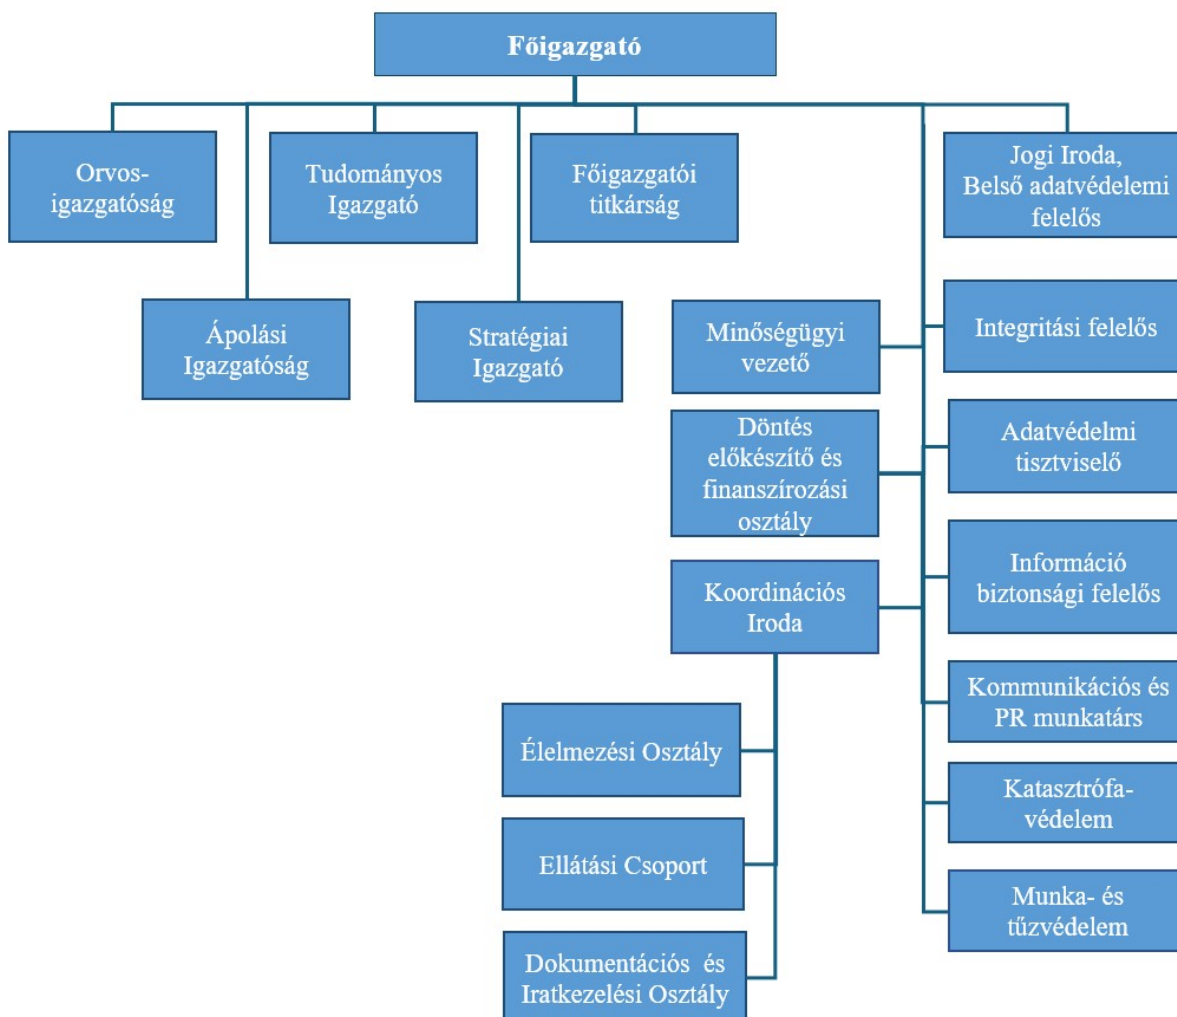 Főigazgató
Orvos-
igazgatóság
Tudományos
Igazgató
Főigazgatói
titkárság
Jogi Iroda,
Belső adatvédelemi
felelős
Ápolási
Igazgatóság
Stratégiai
Igazgató
Minőségügyi
vezető
Integritási felelős
Döntés
előkészítő és
finanszírozási
osztály
Adatvédelmi
tisztviselő
Koordinációs
Iroda
Információ
biztonsági felelős
Kommunikációs és
PR munkatárs
Élelmezési Osztály
Katasztrófa-
védelem
Ellátási Csoport
Munka- és
tűzvédelem
Dokumentációs és
Iratkezelési Osztály